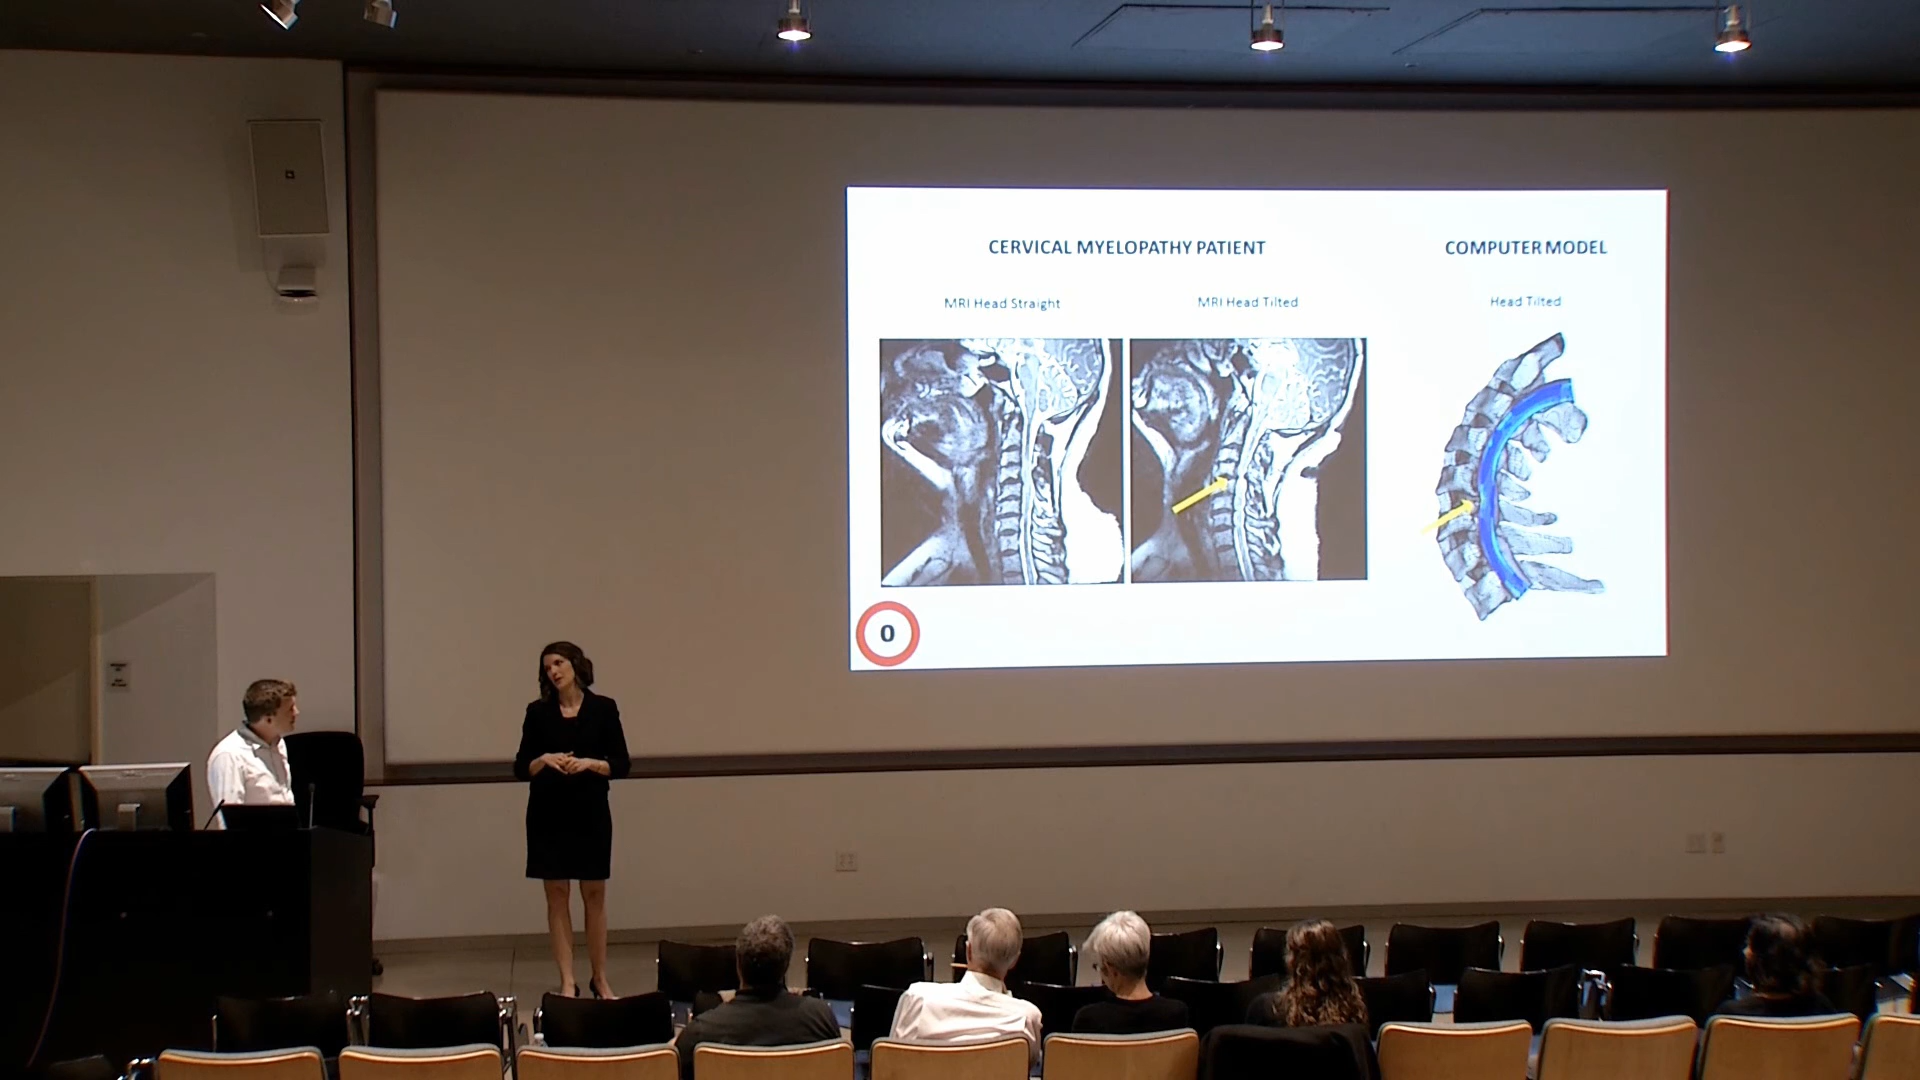 CERVICAL MYELOPATHY PATIENT
COMPUTER MODEL
MRI Head Straight
MRI Head Tilted
Head Tilted
0